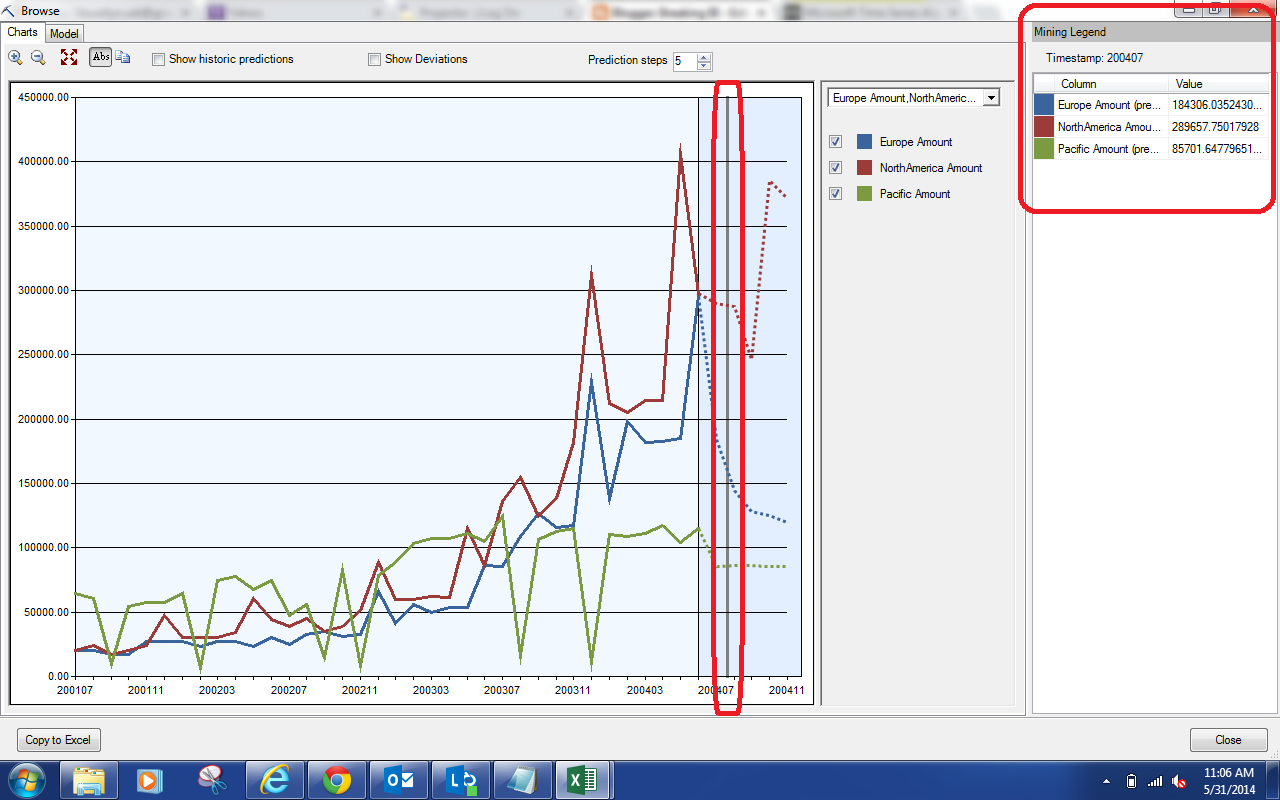 Browse
Charts Model
Abs Show historic predictions Show Deviations Prediction steps 5
450000.00
400000.00
350000.00
300000.00
250000.00
200000.00
150000.00
100000.00
50000.00
0.00
200107 200111 200203 200207 200211 200303 200307 200311 200403 200407 200411
Europe Amount,NorthAmeric...
Europe Amount
NorthAmerica Amount
Pacific Amount
Mining Legend
Timestamp: 200407
Column Value
Europe Amount (pre... 184306.0352430...
NorthAmerica Amou... 289657.75017928
Pacific Amount (pre... 85701.64779651...
Copy to Excel Close
11:06 AM
5/31/2014